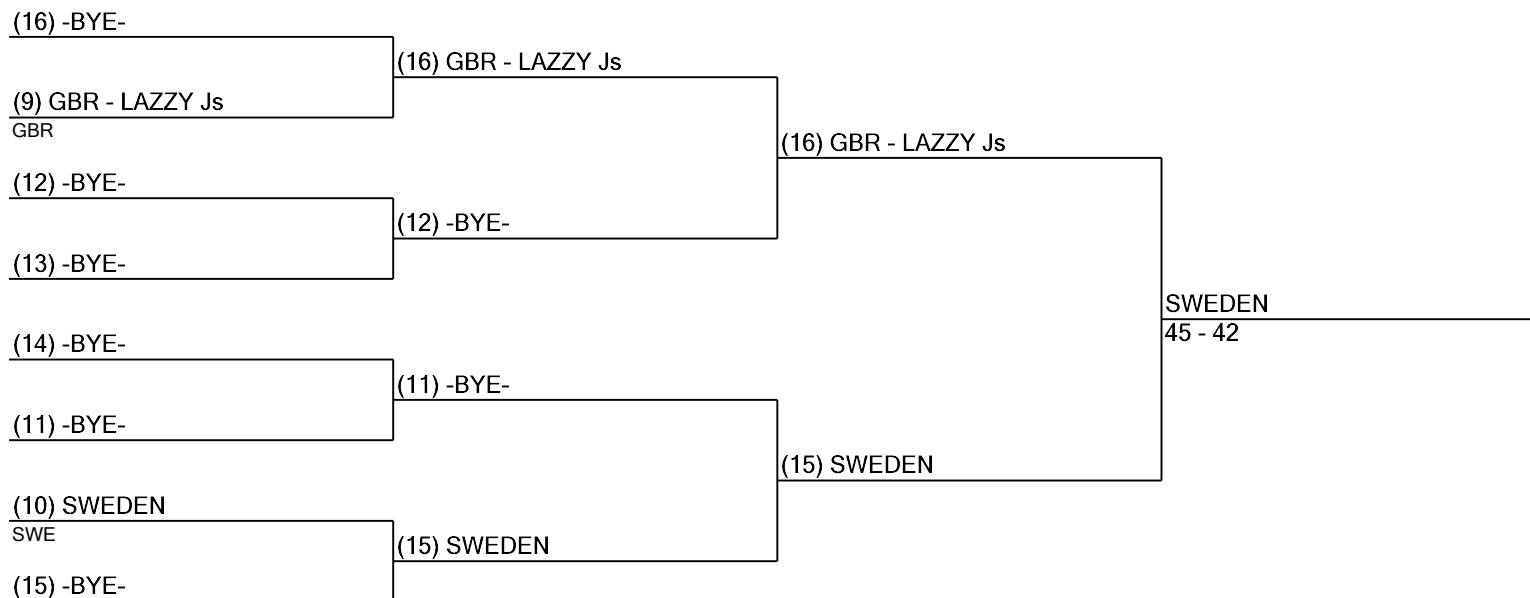 (16) -BYE-
(16) GBR - LAZZY Js
(9) GBR - LAZZY Js
GBR
(16) GBR - LAZZY Js
(12) -BYE-
(12) -BYE-
(13) -BYE-
SWEDEN
45 - 42
(14) -BYE-
(11) -BYE-
(11) -BYE-
(15) SWEDEN
(10) SWEDEN
SWE
(15) SWEDEN
(15) -BYE-